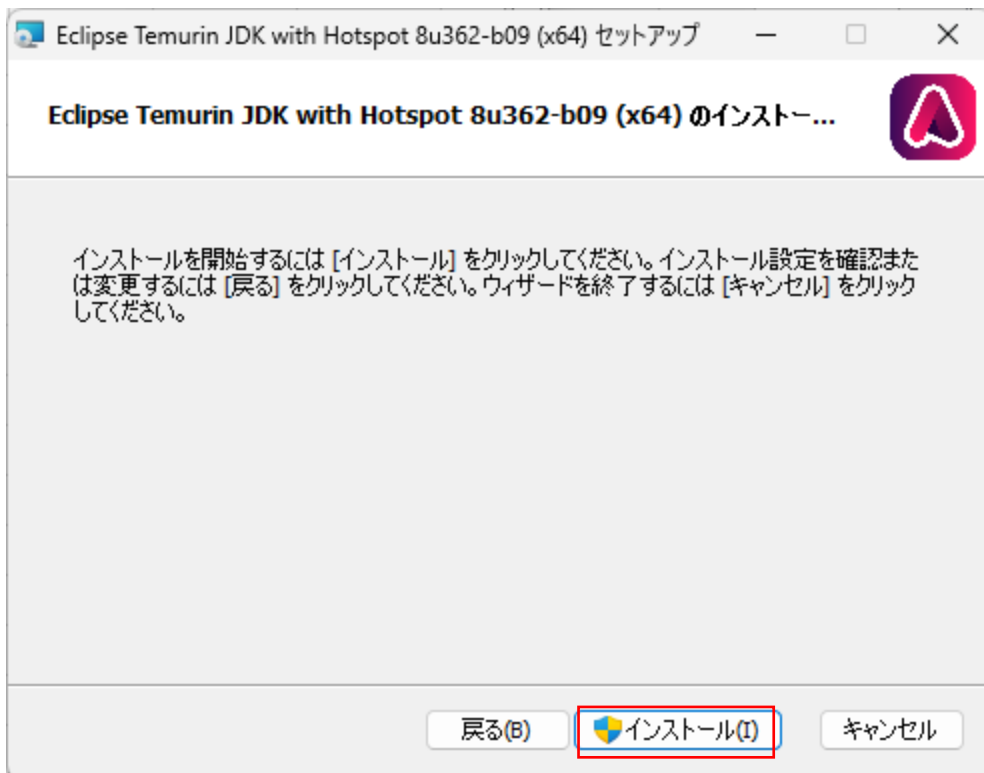 Eclipse Temurin JDK with Hotspot 8u362-b09 (x64) セットアップ
Eclipse Temurin JDK with Hotspot 8u362-b09 (x64) のインストー...
インストールを開始するには [インストール] をクリックしてください。インストール設定を確認また
は変更するには [戻る] をクリックしてください。ウィザードを終了するには [キャンセル] をクリック
してください。
戻る(B)
インストール(I)
キャンセル